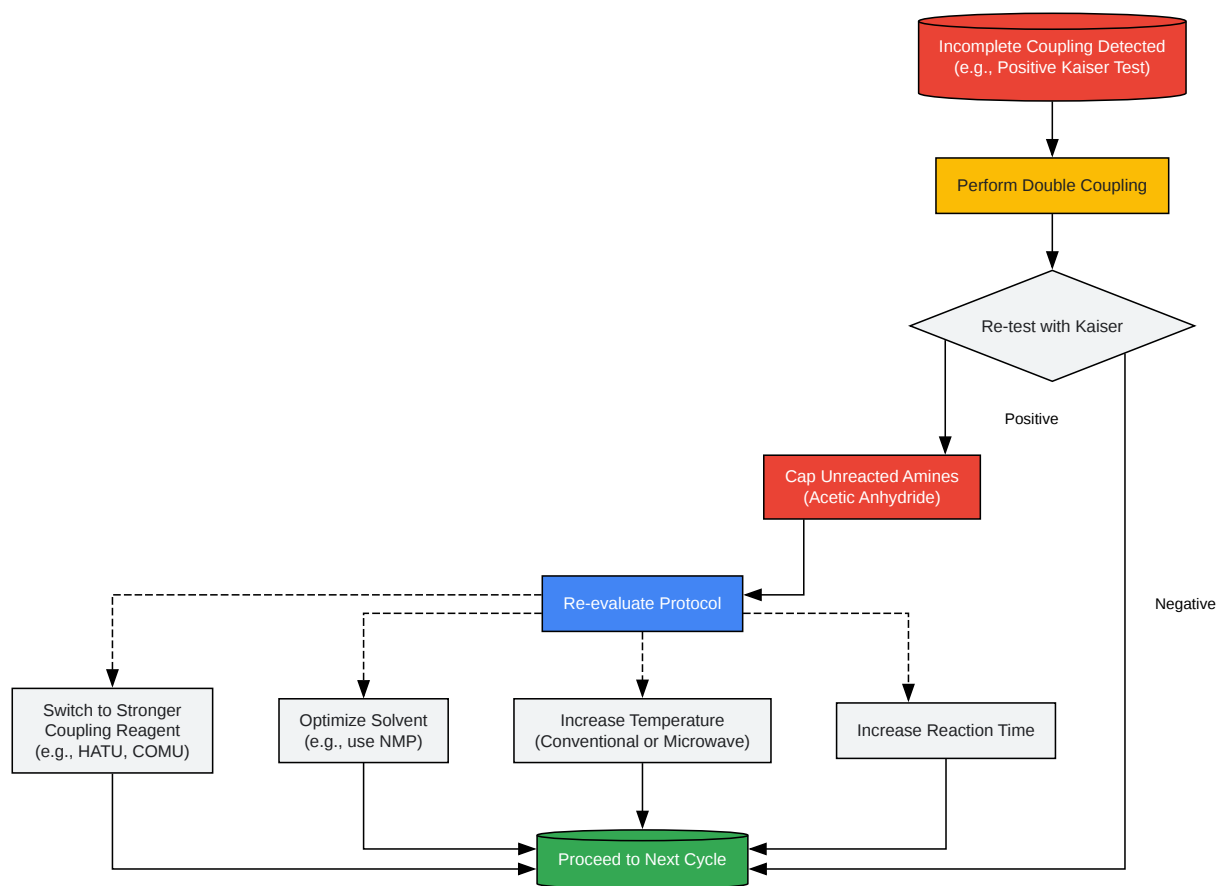 Incomplete Coupling Detected
(e.g., Positive Kaiser Test)
Perform Double Coupling
Re-test with Kaiser
Positive
Cap Unreacted Amines
(Acetic Anhydride)
Negative
Re-evaluate Protocol
Switch to Stronger
Coupling Reagent
(e.g., HATU, COMU)
Optimize Solvent
(e.g., use NMP)
Increase Temperature
(Conventional or Microwave)
Increase Reaction Time
Proceed to Next Cycle